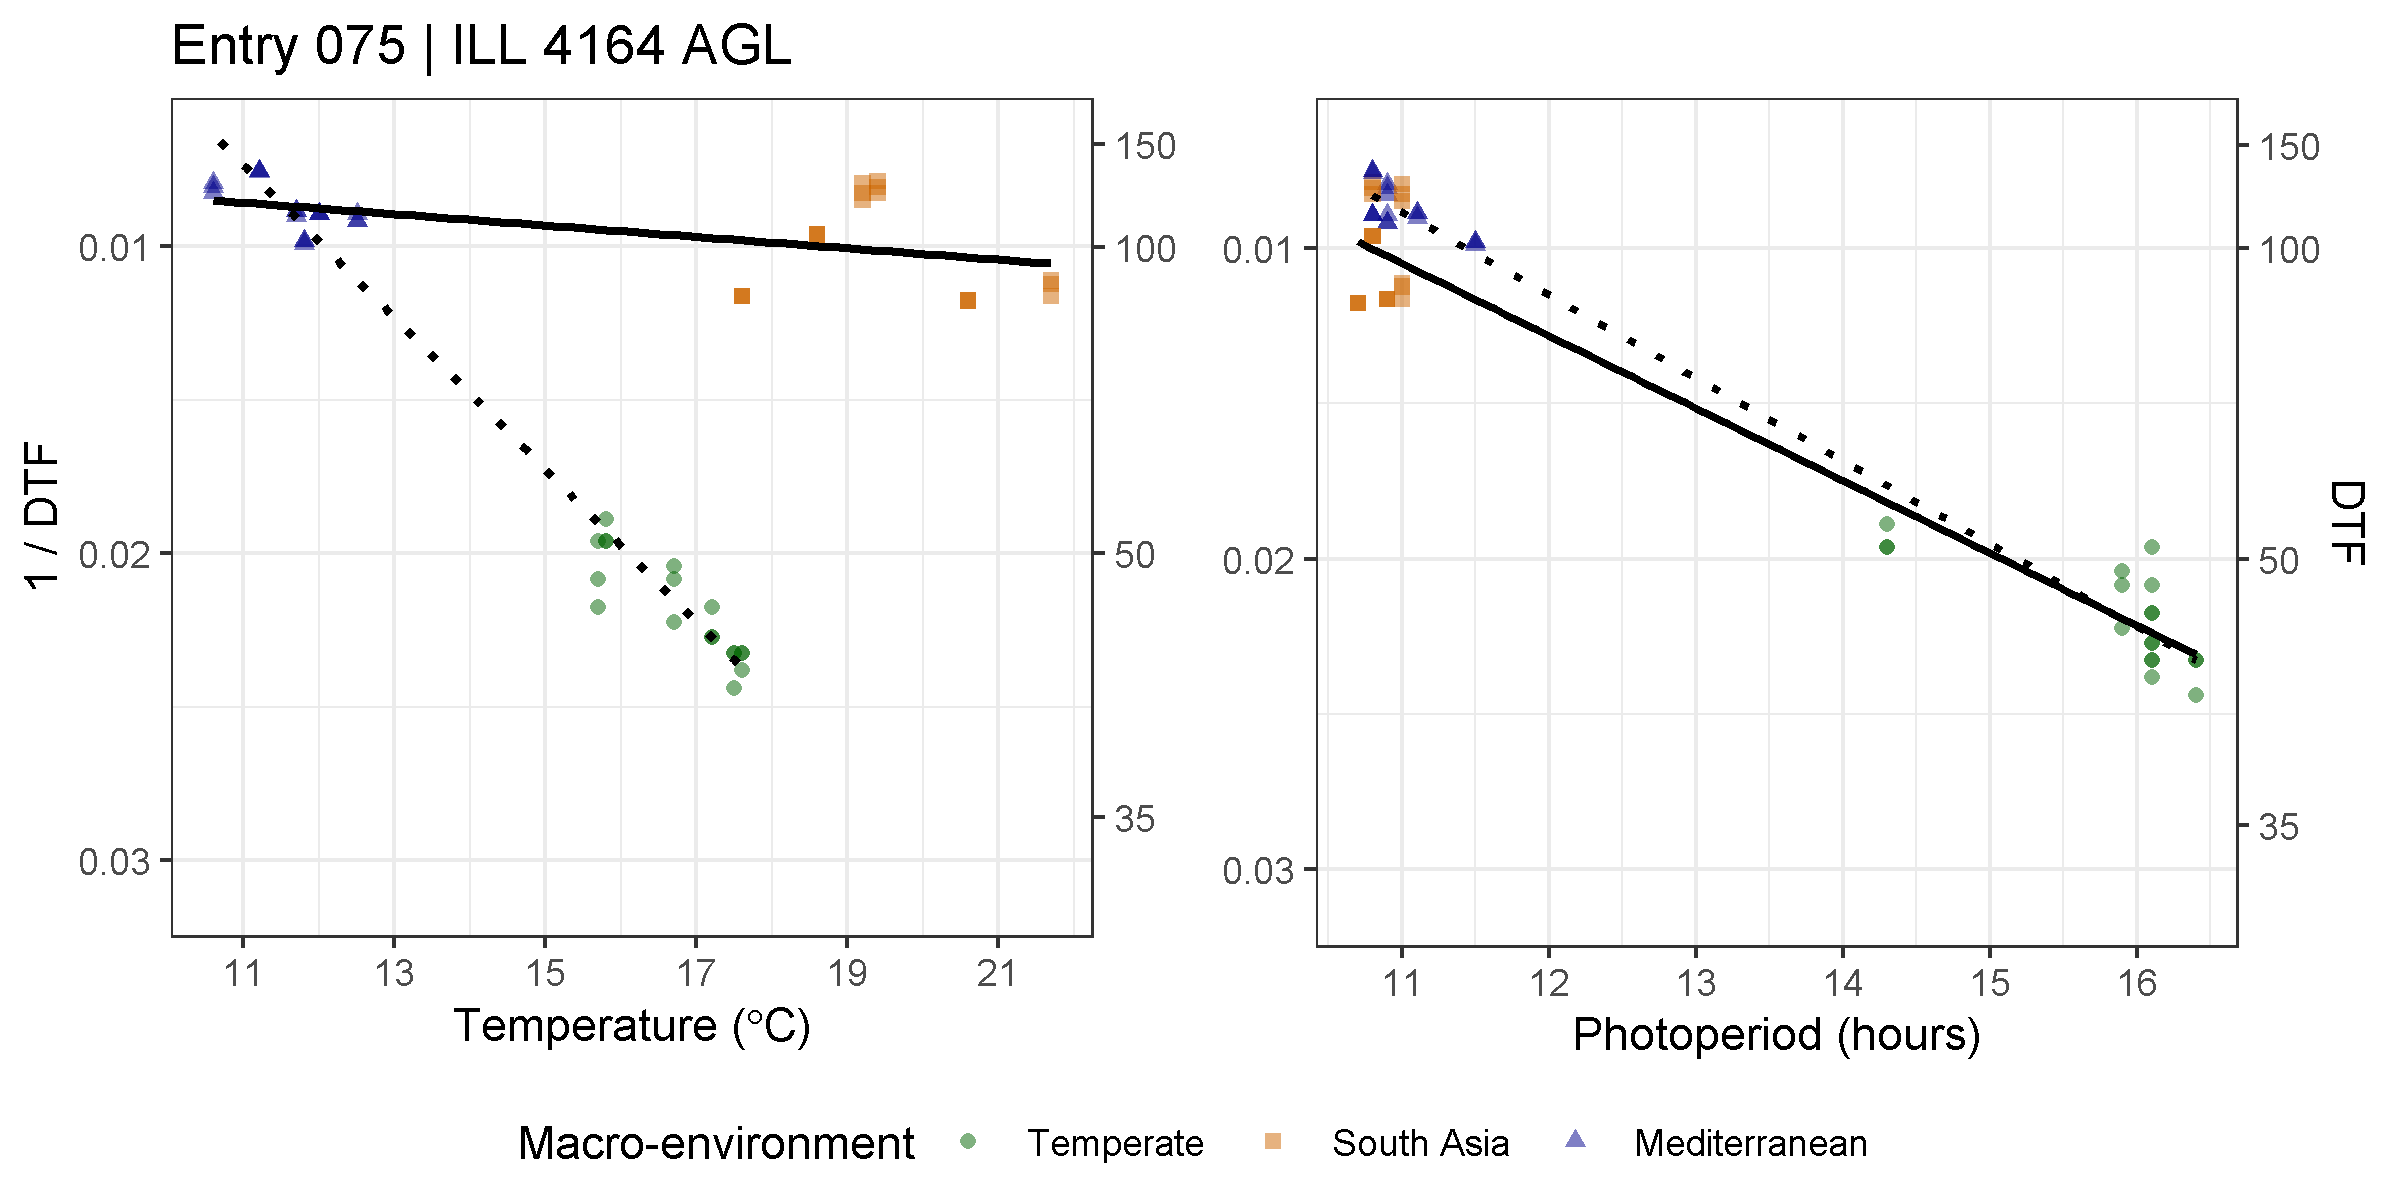 Entry 075 | ILL 4164 AGL
1 / DTF
0.01
0.02
0.03
150
100
50
35
11 13 15 17 19 21
Temperature (°C)
0.01
0.02
0.03
150
100
50
35
DTF
11 12 13 14 15 16
Photoperiod (hours)
Macro-environment Temperate South Asia Mediterranean